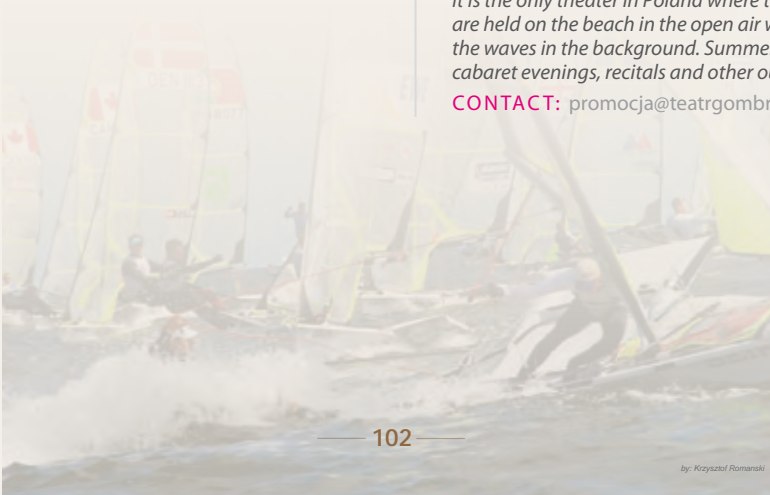 It is the only theater in Poland where t
are held on the beach in the open air w
the waves in the background. Summe
cabaret evenings, recitals and other ou
CONTACT: promocja@teatrgombr
102
by: Krzysztof Romanski